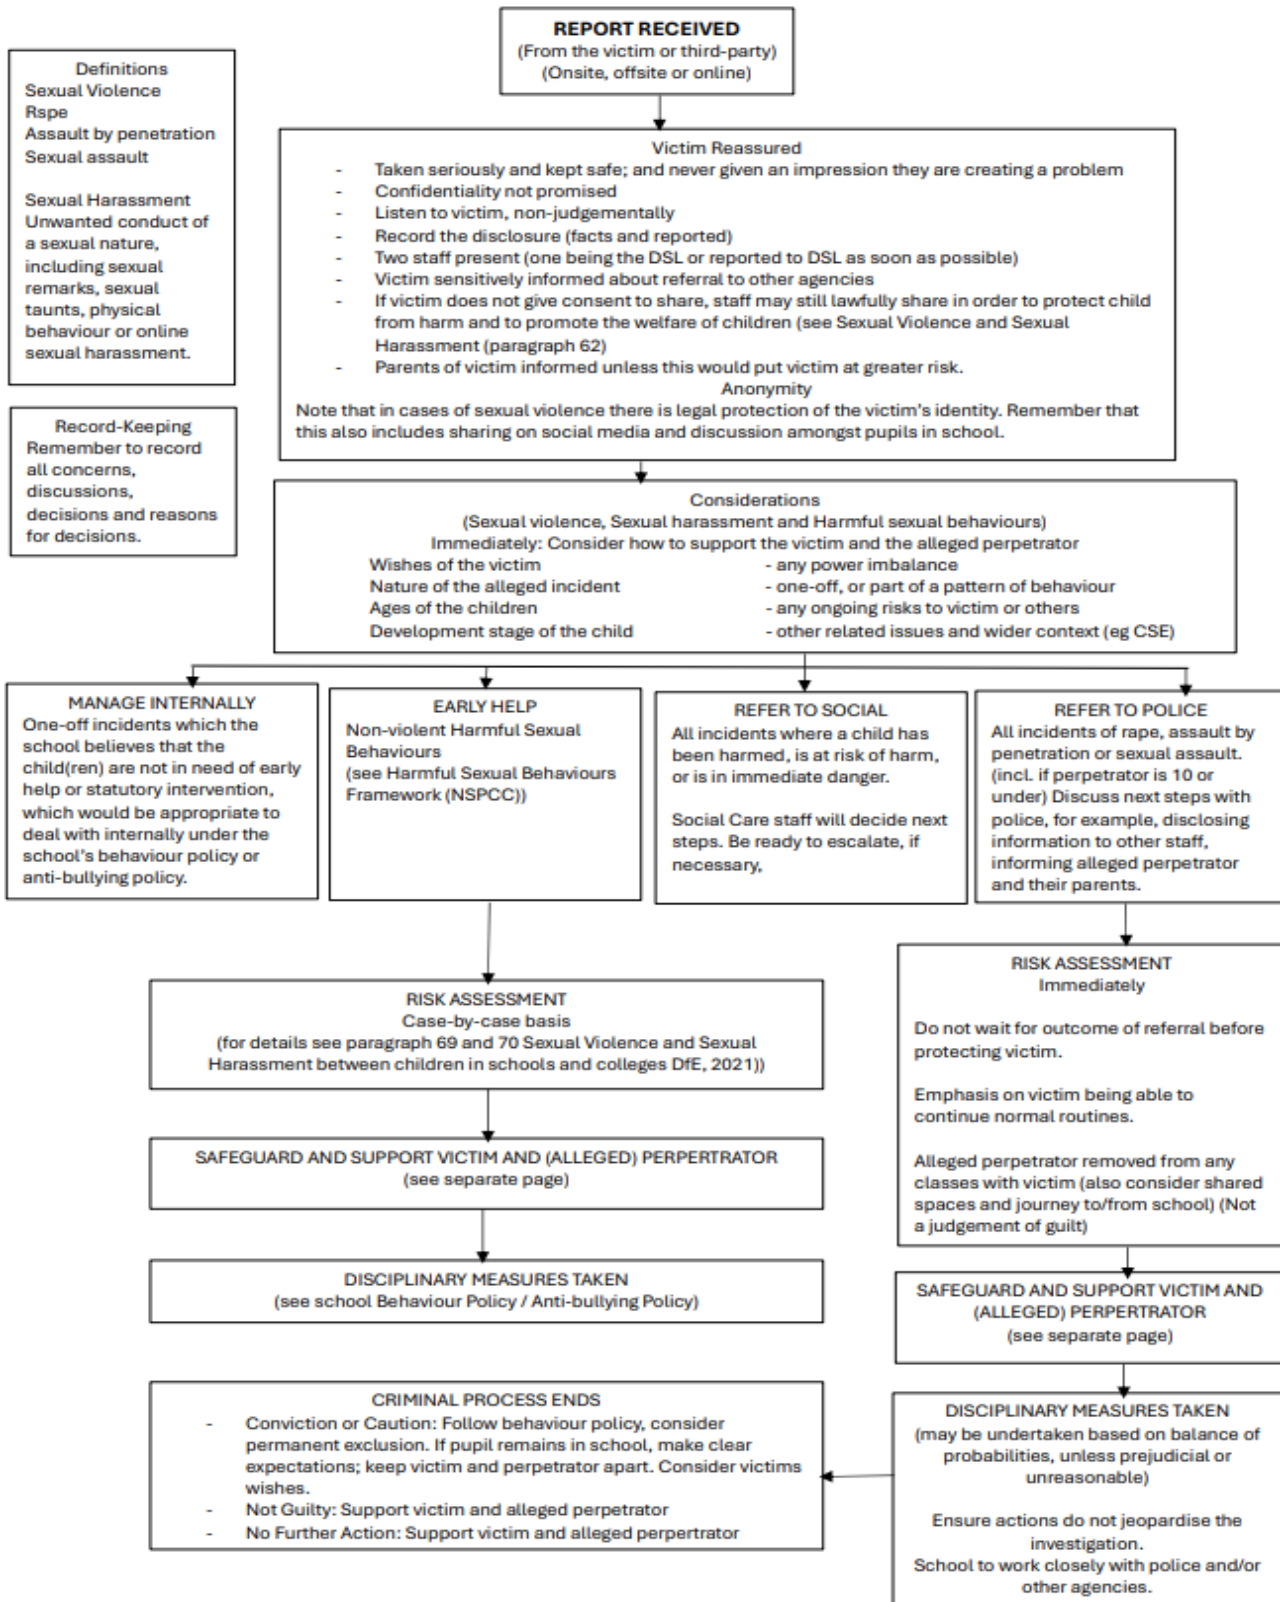 REPORT RECEIVED
(From the victim or third-party)
(Onsite, offsite or online)
Definitions
Sexual Violence
Rspe
Assault by penetration
Sexual assault
Sexual Harassment
Unwanted conduct of
a sexual nature,
including sexual
remarks, sexual
taunts, physical
behaviour or online
sexual harassment.
Record-Keeping
Remember to record
all concerns,
discussions,
decisions and reasons
for decisions.
Victim Reassured
- Taken seriously and kept safe; and never given an impression they are creating a problem
- Confidentiality not promised
- Listen to victim, non-judgementally
- Record the disclosure (facts and reported)
- Two staff present (one being the DSL or reported to DSL as soon as possible)
- Victim sensitively informed about referral to other agencies
- If victim does not give consent to share, staff may still lawfully share in order to protect child
from harm and to promote the welfare of children (see Sexual Violence and Sexual
Harassment (paragraph 62)
- Parents of victim informed unless this would put victim at greater risk.
Anonymity
Note that in cases of sexual violence there is legal protection of the victim's identity. Remember that
this also includes sharing on social media and discussion amongst pupils in school.
Considerations
(Sexual violence, Sexual harassment and Harmful sexual behaviours)
Immediately: Consider how to support the victim and the alleged perpetrator
Wishes of the victim - any power imbalance
Nature of the alleged incident - one-off, or part of a pattern of behaviour
Ages of the children - any ongoing risks to victim or others
Development stage of the child - other related issues and wider context (eg CSE)
MANAGE INTERNALLY
One-off incidents which the
school believes that the
child(ren) are not in need of early
help or statutory intervention,
which would be appropriate to
deal with internally under the
school's behaviour policy or
anti-bullying policy.
EARLY HELP
Non-violent Harmful Sexual
Behaviours
(see Harmful Sexual Behaviours
Framework (NSPCC))
REFER TO SOCIAL
All incidents where a child has
been harmed, is at risk of harm,
or is in immediate danger.
Social Care staff will decide next
steps. Be ready to escalate, if
necessary,
REFER TO POLICE
All incidents of rape, assault by
penetration or sexual assault.
(incl. if perpetrator is 10 or
under) Discuss next steps with
police, for example, disclosing
information to other staff,
informing alleged perpetrator
and their parents.
RISK ASSESSMENT
Case-by-case basis
(for details see paragraph 69 and 70 Sexual Violence and Sexual
Harassment between children in schools and colleges DfE, 2021))
SAFEGUARD AND SUPPORT VICTIM AND (ALLEGED) PERPERTRATOR
(see separate page)
DISCIPLINARY MEASURES TAKEN
(see school Behaviour Policy / Anti-bullying Policy)
RISK ASSESSMENT
Immediately
Do not wait for outcome of referral before
protecting victim.
Emphasis on victim being able to
continue normal routines.
Alleged perpetrator removed from any
classes with victim (also consider shared
spaces and journey to/from school) (Not
a judgement of guilt)
SAFEGUARD AND SUPPORT VICTIM AND
(ALLEGED) PERPERTRATOR
(see separate page)
DISCIPLINARY MEASURES TAKEN
(may be undertaken based on balance of
probabilities, unless prejudicial or
unreasonable)
Ensure actions do not jeopardise the
investigation.
School to work closely with police and/or
other agencies.
CRIMINAL PROCESS ENDS
- Conviction or Caution: Follow behaviour policy, consider
permanent exclusion. If pupil remains in school, make clear
expectations; keep victim and perpetrator apart. Consider victims
wishes.
- Not Guilty: Support victim and alleged perpetrator
- No Further Action: Support victim and alleged perpertrator